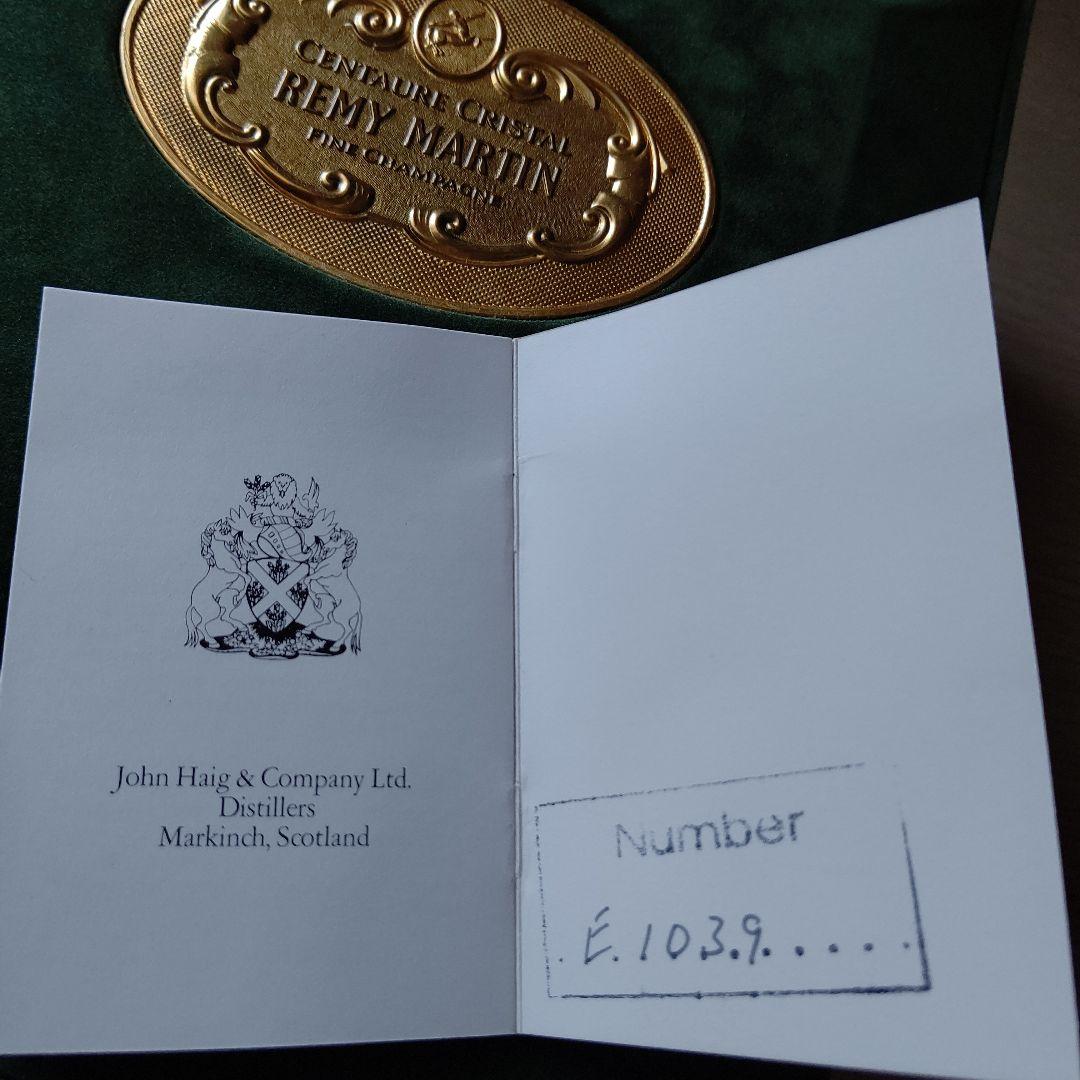 CENTAURE CRISTAL
REMY MARTIN
FINE CHAMPAGNE
John Haig & Company Ltd.
Distillers
Markinch, Scotland
Number
E.1039.....